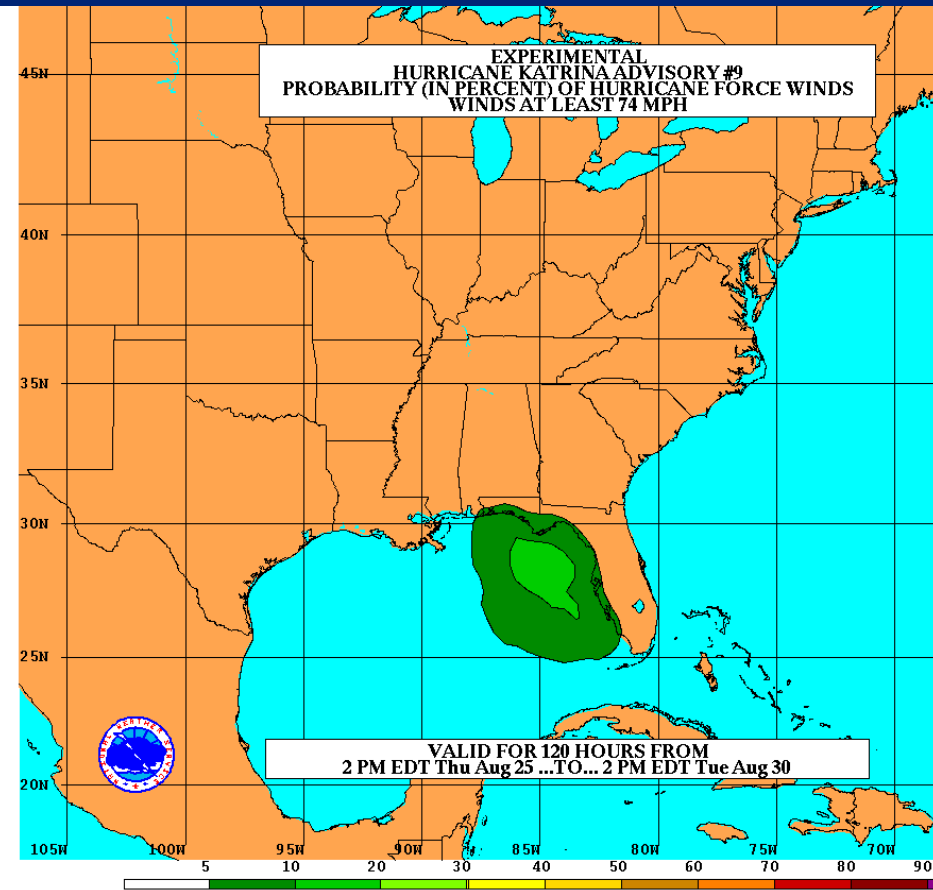 EXPERIMENTAL
HURRICANE KATRINA ADVISORY #9
PROBABILITY (IN PERCENT) OF HURRICANE FORCE WINDS
WINDS AT LEAST 74 MPH
45N
40N
35N
30N
25N
NATIONAL WEATHER SERVICE
VALID FOR 120 HOURS FROM
2 PM EDT Thu Aug 25 ...TO... 2 PM EDT Tue Aug 30
20N
105W 100W 95W 90W 85W 80W 75W 70W
5 10 20 30 40 50 60 70 80 90